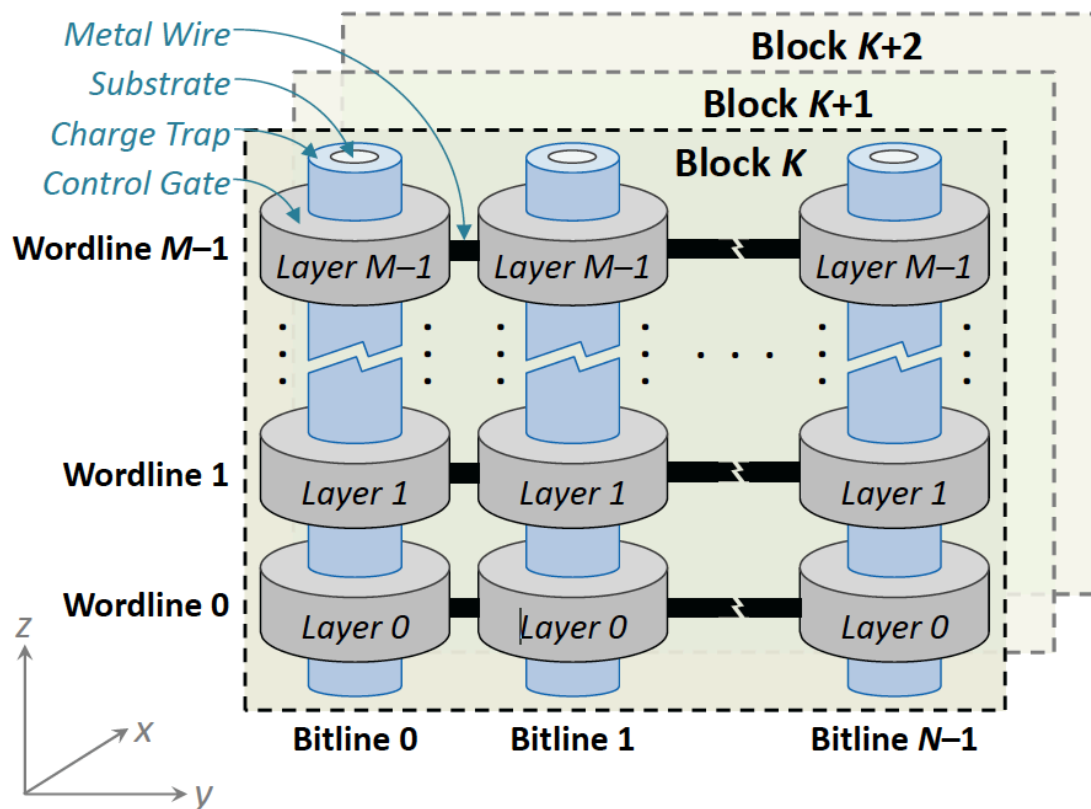 Metal Wire
Block K+2
Substrate
Block K+1
Charge Trap
Block K
Control Gate
Wordline M–1
Layer M–1
Layer M–1
Layer M–1
Wordline 1
Layer 1
Layer 1
Layer 1
Wordline 0
Layer 0
Layer 0
Layer 0
z
x
y
Bitline 0
Bitline 1
Bitline N–1